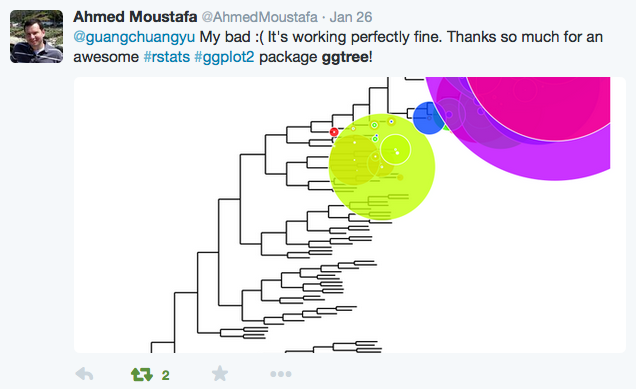 Ahmed Moustafa @AhmedMoustafa · Jan 26
@guangchuangyu My bad :( It's working perfectly fine. Thanks so much for an
awesome #rstats #ggplot2 package ggtree!
2